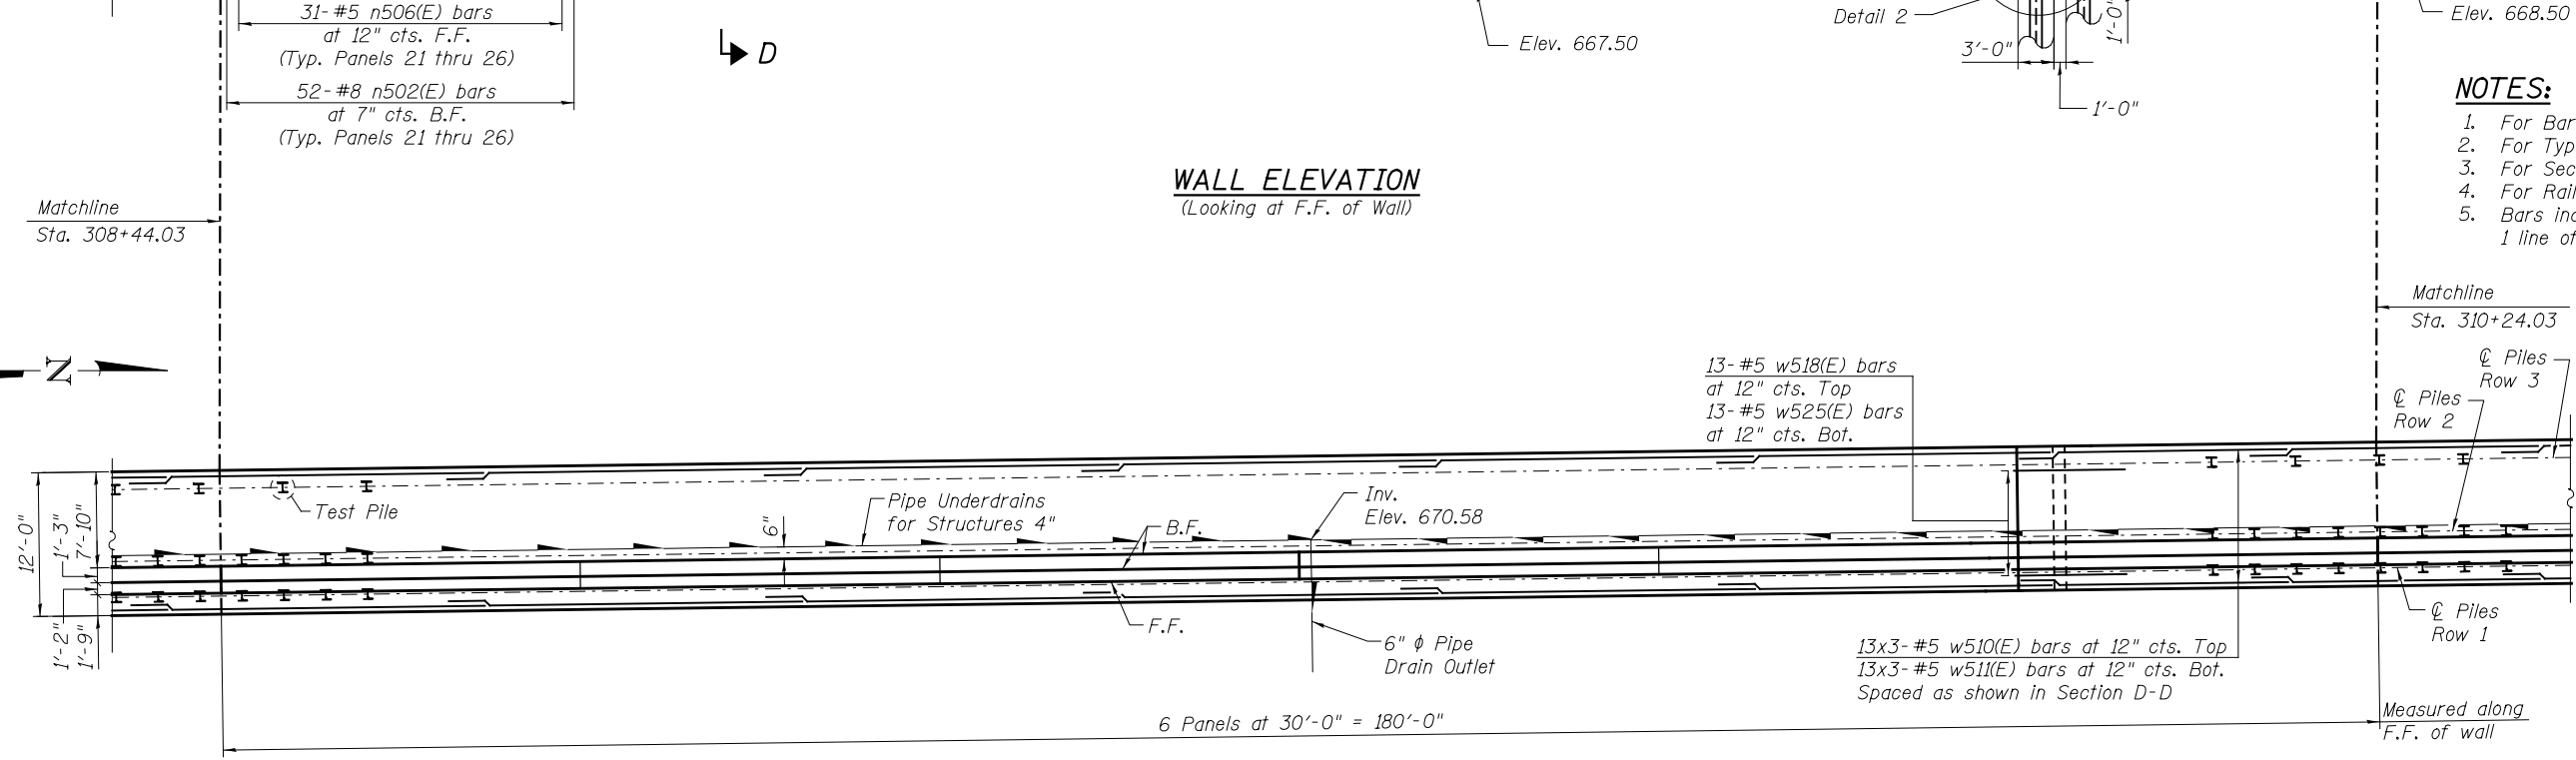 31-#5 n506(E) bars
at 12" cts. F.F.
(Typ. Panels 21 thru 26)
52-#8 n502(E) bars
at 7" cts. B.F.
(Typ. Panels 21 thru 26)
D
Elev. 667.50
Detail 2
3'-0"
1'-0"
1'-0"
Elev. 668.50
NOTES:
1. For Bar
2. For Typ
3. For Sec
4. For Rail
5. Bars ind
1 line of
WALL ELEVATION
(Looking at F.F. of Wall)
Matchline
Sta. 308+44.03
Matchline
Sta. 310+24.03
N
13-#5 w518(E) bars
at 12" cts. Top
13-#5 w525(E) bars
at 12" cts. Bot.
℄ Piles
Row 3
℄ Piles
Row 2
Test Pile
Pipe Underdrains
for Structures 4"
6"
B.F.
Inv.
Elev. 670.58
12'-0"
1'-3"
7'-10"
1'-2"
1'-9"
F.F.
6" ϕ Pipe
Drain Outlet
℄ Piles
Row 1
13x3-#5 w510(E) bars at 12" cts. Top
13x3-#5 w511(E) bars at 12" cts. Bot.
Spaced as shown in Section D-D
6 Panels at 30'-0" = 180'-0"
Measured along
F.F. of wall